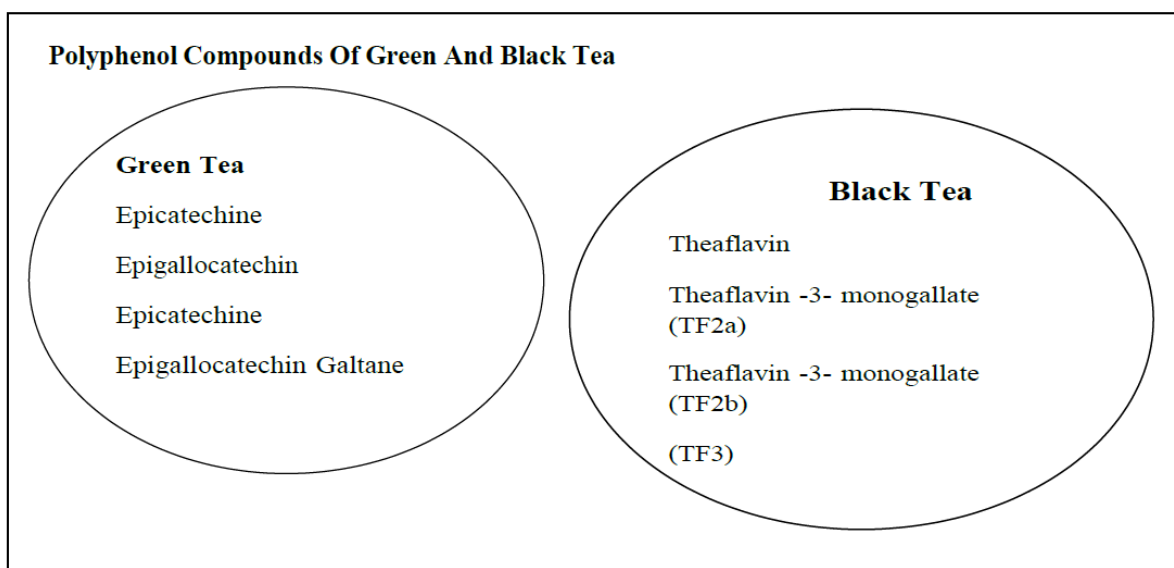 Polyphenol Compounds Of Green And Black Tea
Green Tea
Epicatechine
Epigallocatechin
Epicatechine
Epigallocatechin Galtane
Black Tea
Theaflavin
Theaflavin -3- monogallate
(TF2a)
Theaflavin -3- monogallate
(TF2b)
(TF3)